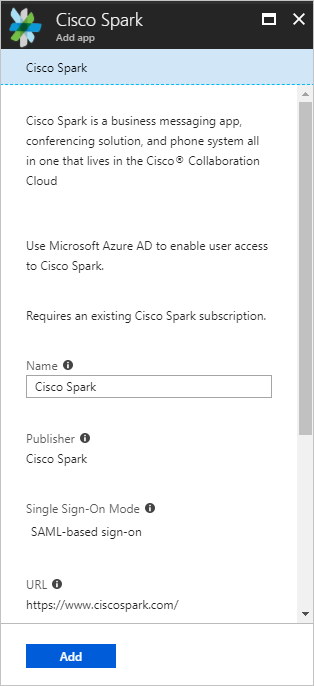 Cisco Spark
Add app
Cisco Spark
Cisco Spark is a business messaging app,
conferencing solution, and phone system all
in one that lives in the Cisco® Collaboration
Cloud
Use Microsoft Azure AD to enable user access
to Cisco Spark.
Requires an existing Cisco Spark subscription.
Name
Cisco Spark
Publisher
Cisco Spark
Single Sign-On Mode
SAML-based sign-on
URL
https://www.ciscospark.com/
Add